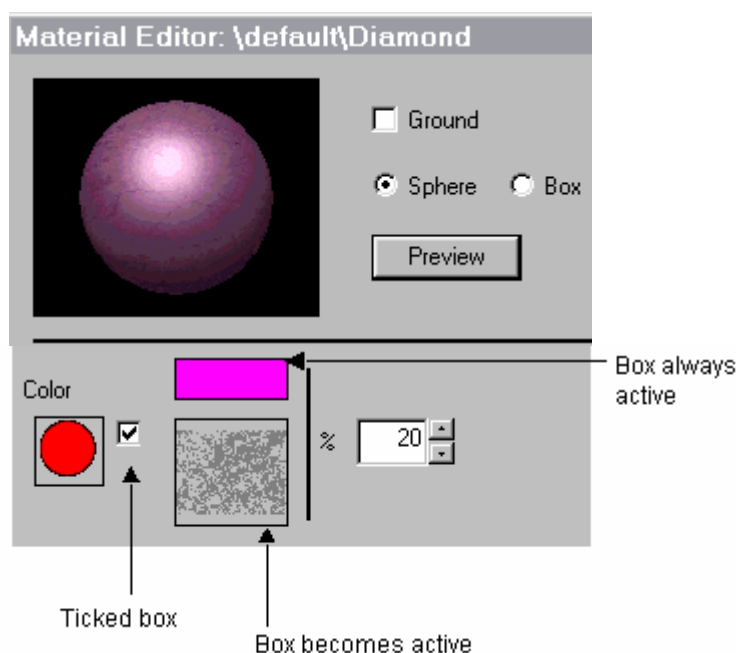 Material Editor: \default\Diamond
Ground
Sphere
Box
Preview
Box always
active
Color
%
20
Ticked box
Box becomes active